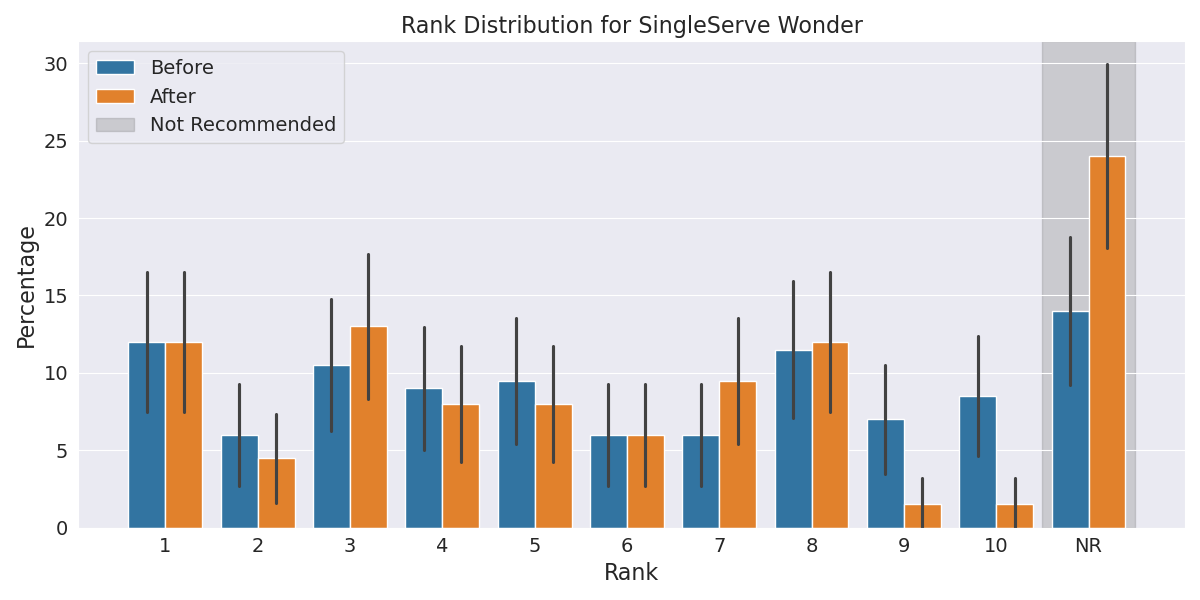 Rank Distribution for SingleServe Wonder
Before
After
Not Recommended
Percentage
30
25
20
15
10
5
0
1 2 3 4 5 6 7 8 9 10 NR
Rank